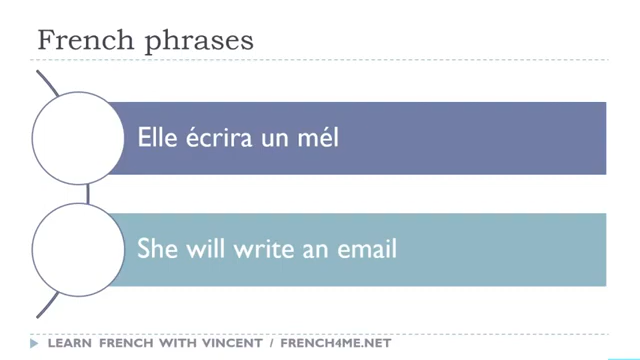 French phrases
Elle écrira un mél
She will write an email
LEARN FRENCH WITH VINCENT / FRENCH4ME.NET